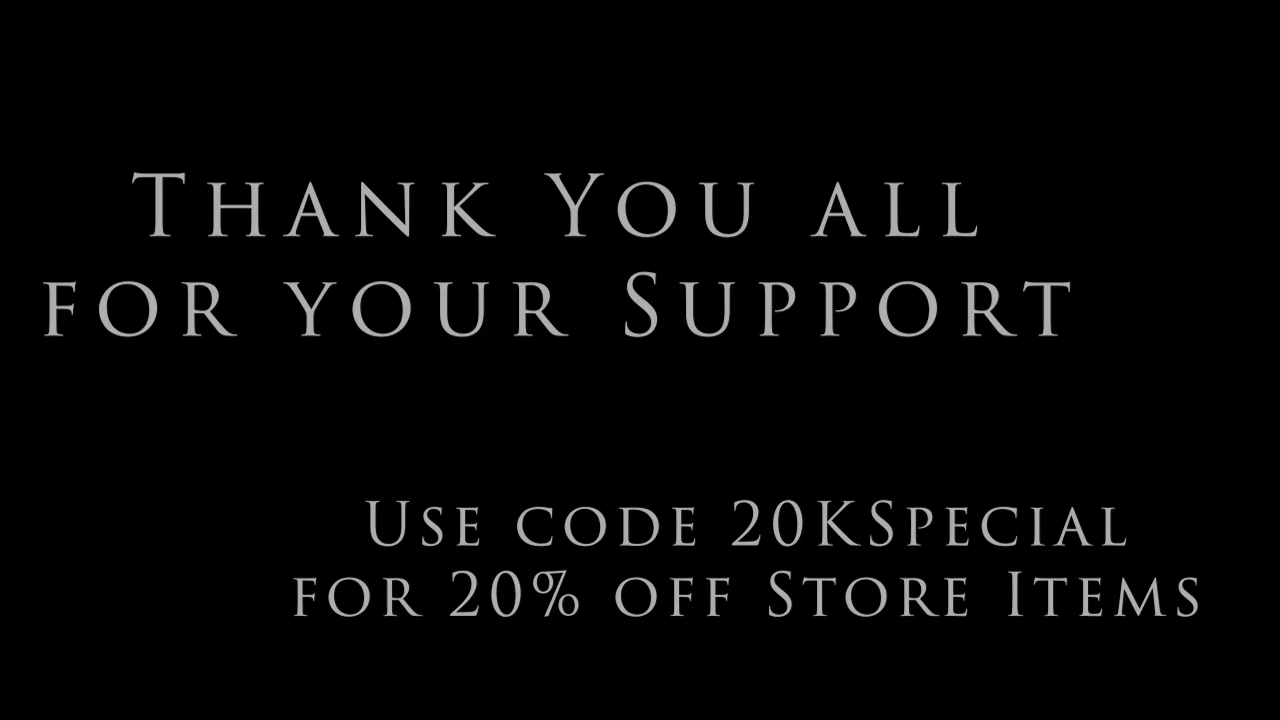 Thank You all
for your Support
Use code 20KSpecial
for 20% off Store Items